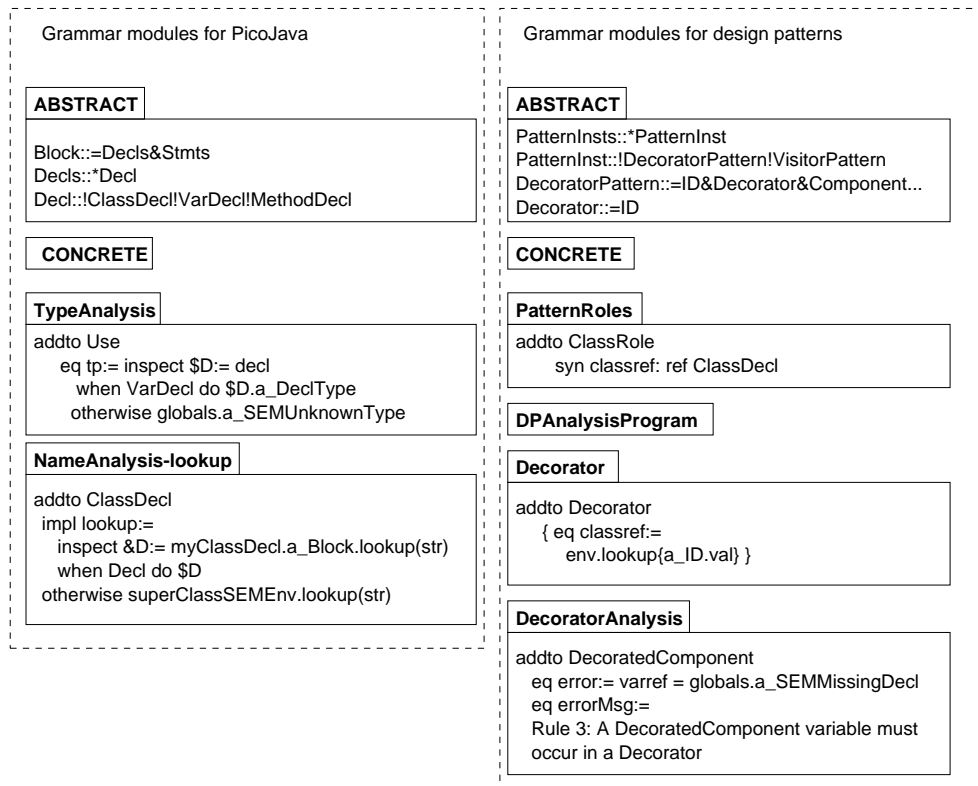 Grammar modules for PicoJava
ABSTRACT
Block::=Decls&Stmts
Decls::*Decl
Decl::!ClassDecl!VarDecl!MethodDecl
CONCRETE
TypeAnalysis
addto Use
eq tp:= inspect $D:= decl
when VarDecl do $D.a_DeclType
otherwise globals.a_SEMUnknownType
NameAnalysis-lookup
addto ClassDecl
impl lookup:=
inspect &D:= myClassDecl.a_Block.lookup(str)
when Decl do $D
otherwise superClassSEMEnv.lookup(str)
Grammar modules for design patterns
ABSTRACT
PatternInsts::*PatternInst
PatternInst::!DecoratorPattern!VisitorPattern
DecoratorPattern::=ID&Decorator&Component...
Decorator::=ID
CONCRETE
PatternRoles
addto ClassRole
syn classref: ref ClassDecl
DPAnalysisProgram
Decorator
addto Decorator
{ eq classref:=
env.lookup{a_ID.val} }
DecoratorAnalysis
addto DecoratedComponent
eq error:= varref = globals.a_SEMMissingDecl
eq errorMsg:=
Rule 3: A DecoratedComponent variable must
occur in a Decorator